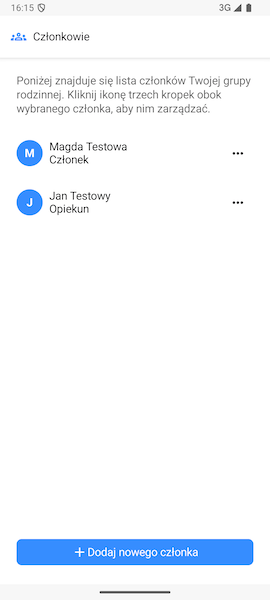 16:15 3G
Członkowie
Poniżej znajduje się lista członków Twojej grupy
rodzinnej. Kliknij ikonę trzech kropek obok
wybranego członka, aby nim zarządzać.
M Magda Testowa
Członek
J Jan Testowy
Opiekun
+ Dodaj nowego członka